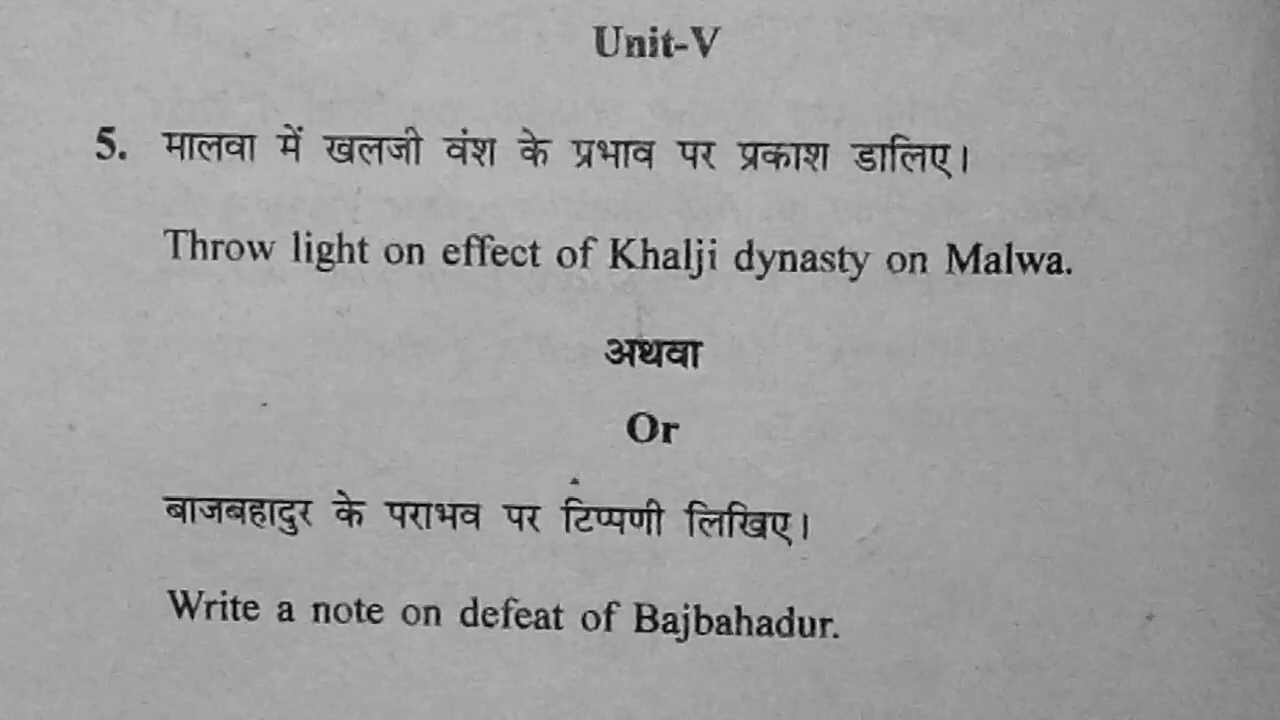 Unit-V
5. मालवा में खलजी वंश के प्रभाव पर प्रकाश डालिए।
Throw light on effect of Khalji dynasty on Malwa.
अथवा
Or
बाजबहादुर के पराभव पर टिप्पणी लिखिए।
Write a note on defeat of Bajbahadur.